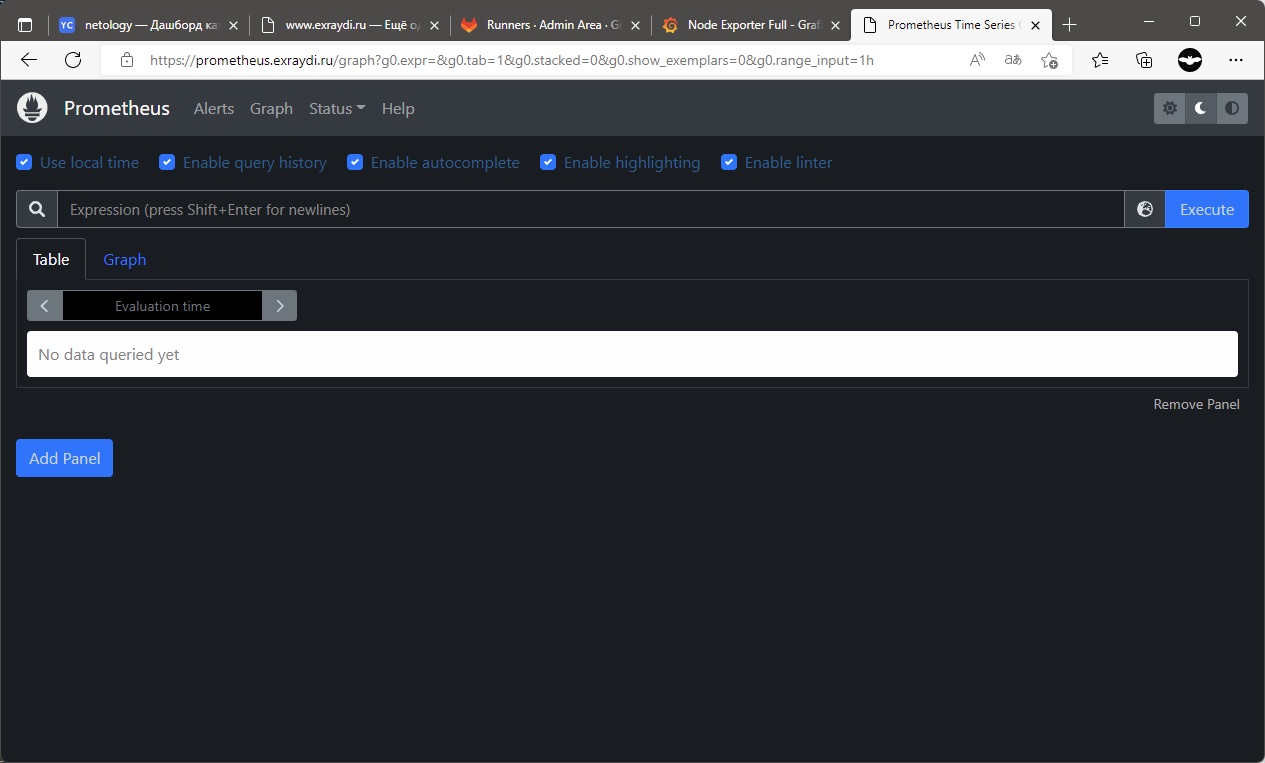 YC netology — Дашборд ка www.exraydi.ru — Ещё од Runners · Admin Area · Gi Node Exporter Full - Grafa Prometheus Time Series
https://prometheus.exraydi.ru/graph?g0.expr=&g0.tab=1&g0.stacked=0&g0.show_exemplars=0&g0.range_input=1h
Prometheus Alerts Graph Status Help
Use local time Enable query history Enable autocomplete Enable highlighting Enable linter
Expression (press Shift+Enter for newlines) Execute
Table Graph
Evaluation time
No data queried yet
Remove Panel
Add Panel